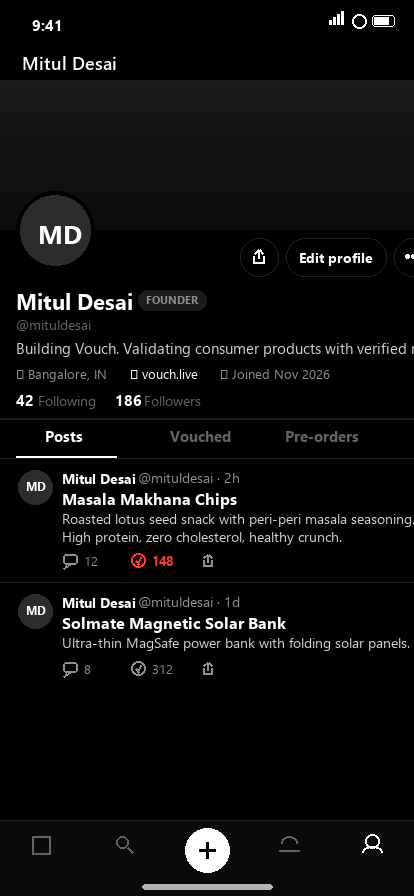 9:41
Mitul Desai
MD
Edit profile
Mitul Desai FOUNDER
@mituldesai
Building Vouch. Validating consumer products with verified
Bangalore, IN vouch.live Joined Nov 2026
42 Following 186 Followers
Posts Vouched Pre-orders
MD Mitul Desai @mituldesai · 2h
Masala Makhana Chips
Roasted lotus seed snack with peri-peri masala seasoning.
High protein, zero cholesterol, healthy crunch.
12 148
MD Mitul Desai @mituldesai · 1d
Solmate Magnetic Solar Bank
Ultra-thin MagSafe power bank with folding solar panels.
8 312